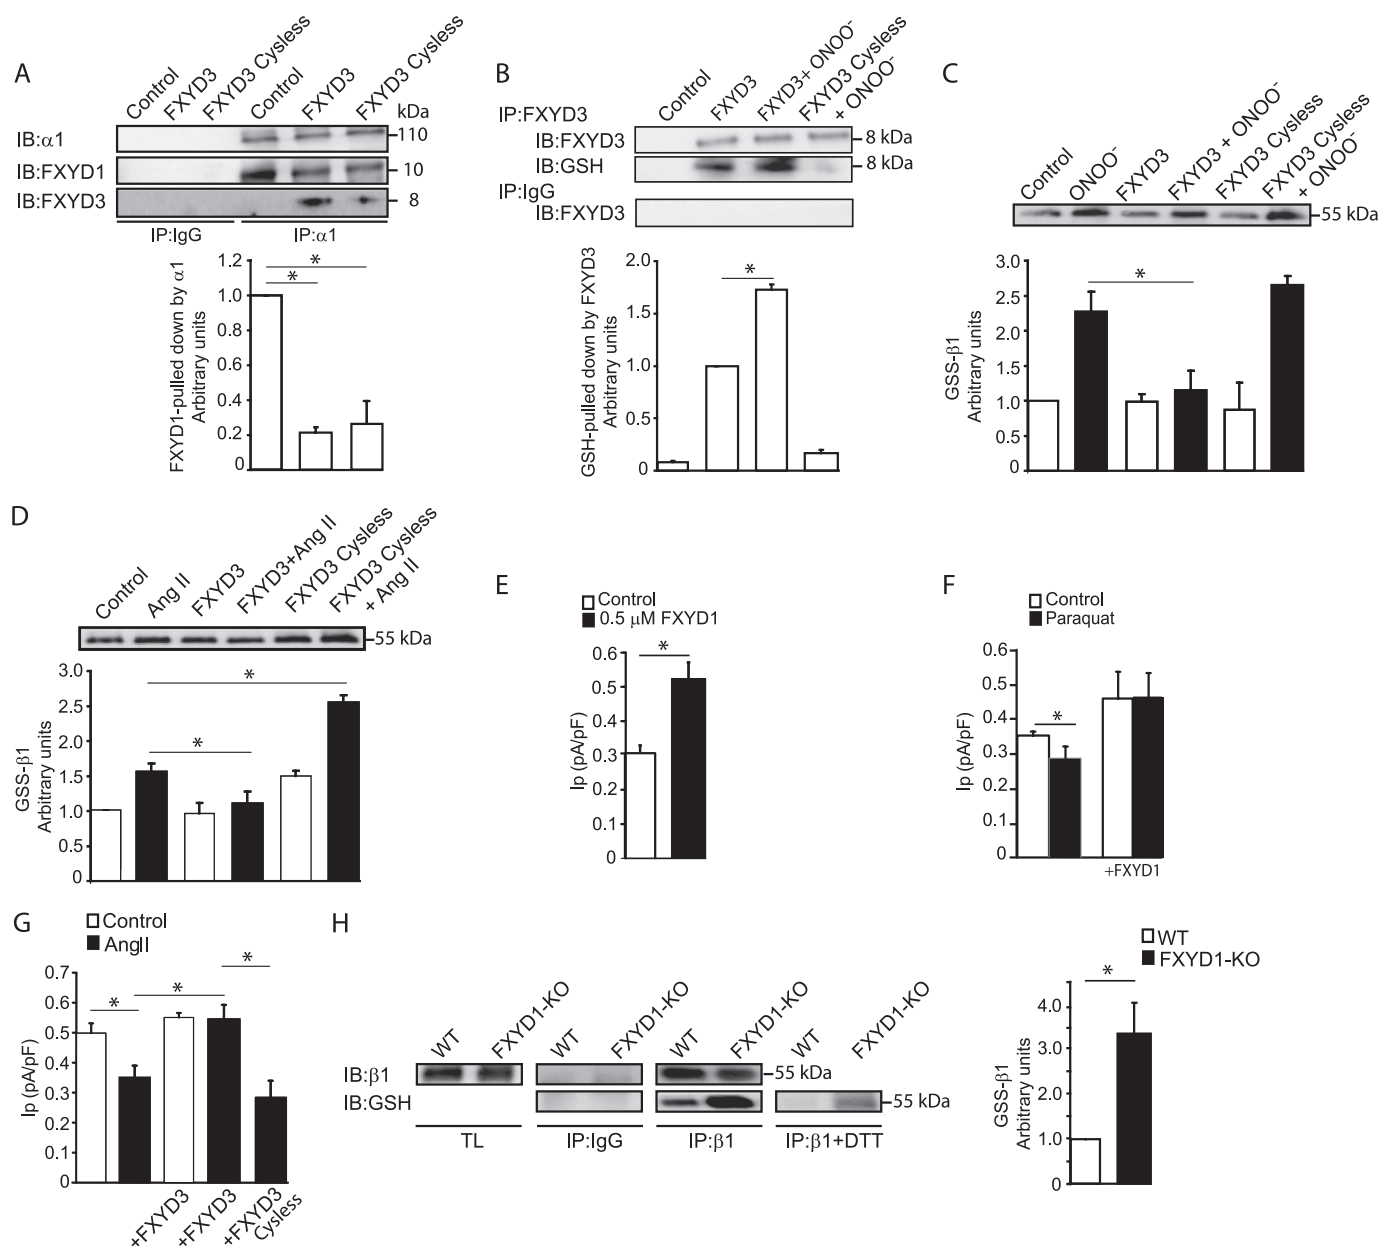 A
Control
FXYD3
FXYD3 Cysless
Control
FXYD3
FXYD3 Cysless
kDa
IB:α1
110
IB:FXYD1
10
IB:FXYD3
8
IP:IgG
IP:α1
FXYD1-pulled down by α1
Arbitrary units
1.2
1.0
0.8
0.6
0.4
0.2
0
*
*
B
Control
FXYD3
FXYD3+ ONOO⁻
FXYD3 Cysless
+ ONOO⁻
IP:FXYD3
IB:FXYD3
8 kDa
IB:GSH
8 kDa
IP:IgG
IB:FXYD3
GSH-pulled down by FXYD3
Arbitrary units
2.0
1.5
1.0
0.5
0
*
C
Control
ONOO⁻
FXYD3
FXYD3 + ONOO⁻
FXYD3 Cysless
FXYD3 Cysless
+ ONOO⁻
55 kDa
GSS-β1
Arbitrary units
3.0
2.5
2.0
1.5
1.0
0.5
0
*
D
Control
Ang II
FXYD3
FXYD3+Ang II
FXYD3 Cysless
FXYD3 Cysless
+ Ang II
55 kDa
GSS-β1
Arbitrary units
3.0
2.5
2.0
1.5
1.0
0.5
0
*
*
E
Control
0.5 μM FXYD1
Ip (pA/pF)
0.6
0.5
0.4
0.3
0.2
0.1
0
*
F
Control
Paraquat
Ip (pA/pF)
0.6
0.5
0.4
0.3
0.2
0.1
0
*
+FXYD1
G
Control
AngII
Ip (pA/pF)
0.7
0.6
0.5
0.4
0.3
0.2
0.1
0
*
*
*
+FXYD3
+FXYD3
+FXYD3
Cysless
H
WT
FXYD1-KO
WT
FXYD1-KO
WT
FXYD1-KO
WT
FXYD1-KO
IB:β1
55 kDa
IB:GSH
55 kDa
TL
IP:IgG
IP:β1
IP:β1+DTT
WT
FXYD1-KO
GSS-β1
Arbitrary units
4.0
3.0
2.0
1.0
0
*